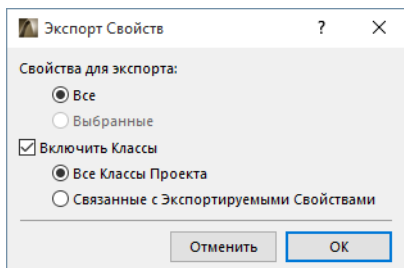 Экспорт Свойств ? ×
Свойства для экспорта:
Все
Выбранные
Включить Классы
Все Классы Проекта
Связанные с Экспортируемыми Свойствами
Отменить OK